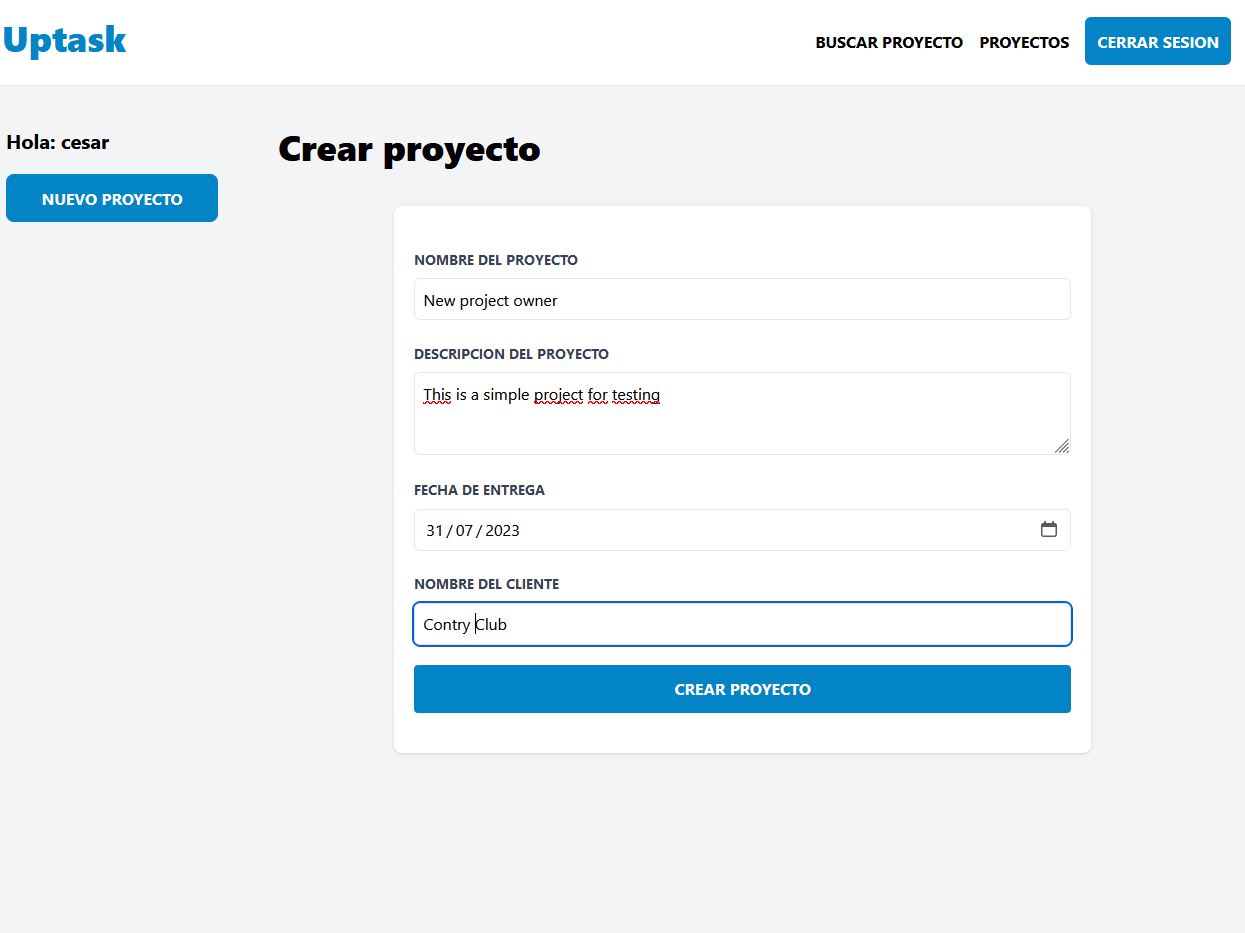 Uptask
BUSCAR PROYECTO PROYECTOS CERRAR SESION
Hola: cesar
NUEVO PROYECTO
Crear proyecto
NOMBRE DEL PROYECTO
New project owner
DESCRIPCION DEL PROYECTO
This is a simple project for testing
FECHA DE ENTREGA
31/07/2023
NOMBRE DEL CLIENTE
Contry Club
CREAR PROYECTO